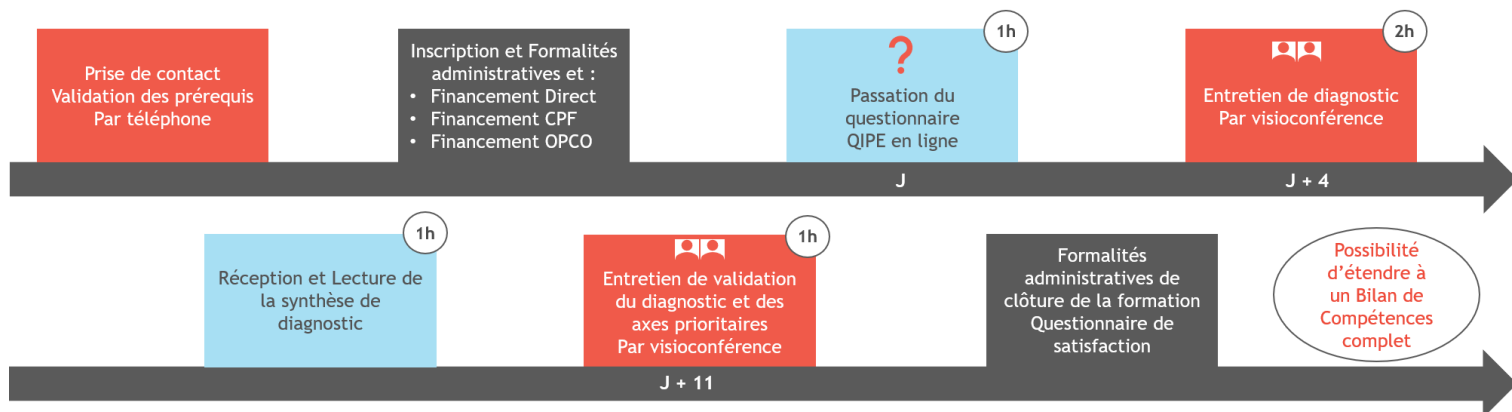 Prise de contact
Validation des prérequis
Par téléphone
Inscription et Formalités
administratives et :
• Financement Direct
• Financement CPF
• Financement OPCO
1h
?
Passation du
questionnaire
QIPE en ligne
2h
Entretien de diagnostic
Par visioconférence
J
J + 4
1h
Réception et Lecture de
la synthèse de
diagnostic
1h
Entretien de validation
du diagnostic et des
axes prioritaires
Par visioconférence
Formalités
administratives de
clôture de la formation
Questionnaire de
satisfaction
Possibilité
d'étendre à
un Bilan de
Compétences
complet
J + 11